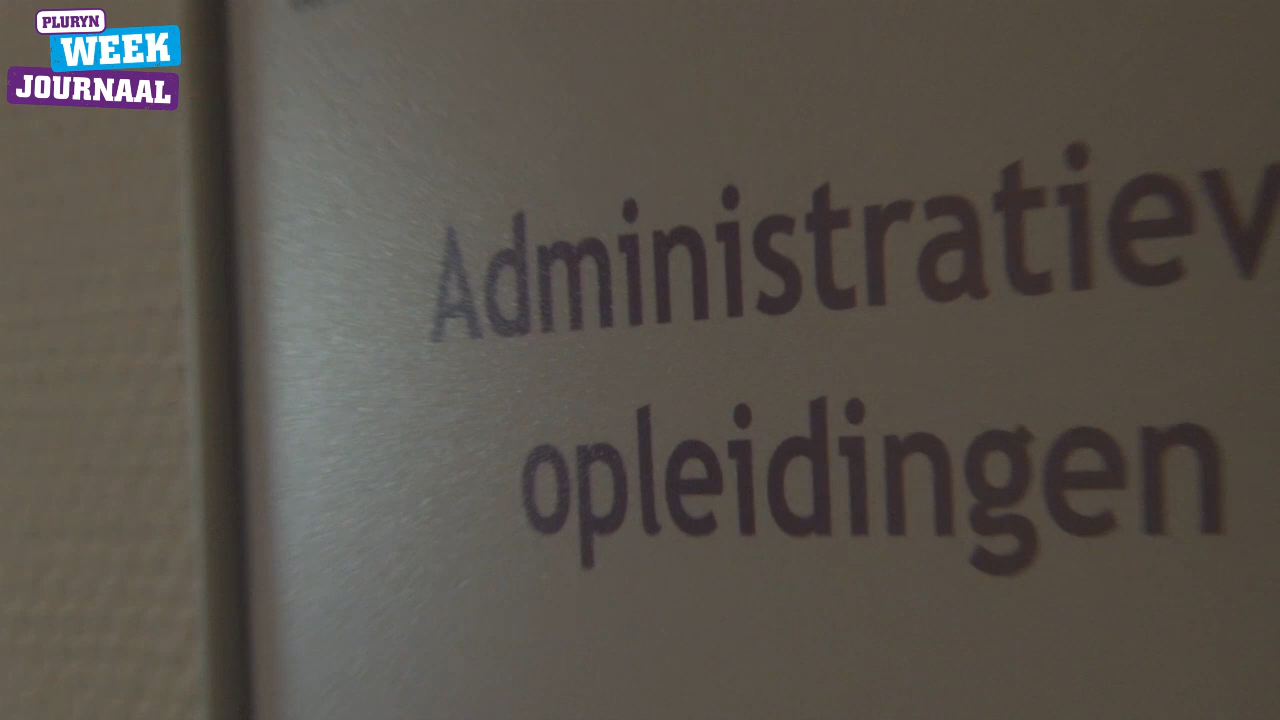 PLURYN
WEEK
JOURNAAL
Administratiev
opleidingen